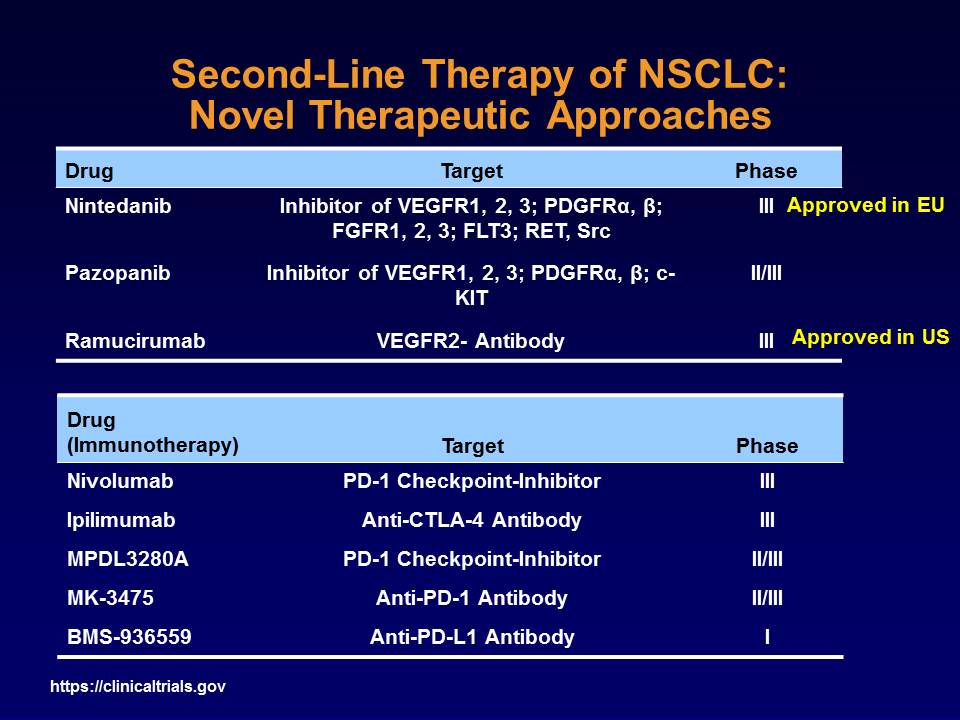 Second-Line Therapy of NSCLC:
Novel Therapeutic Approaches
Drug Target Phase
Nintedanib Inhibitor of VEGFR1, 2, 3; PDGFRα, β; III Approved in EU
FGFR1, 2, 3; FLT3; RET, Src
Pazopanib Inhibitor of VEGFR1, 2, 3; PDGFRα, β; c- II/III
KIT
Ramucirumab VEGFR2- Antibody III Approved in US
Drug
(Immunotherapy) Target Phase
Nivolumab PD-1 Checkpoint-Inhibitor III
Ipilimumab Anti-CTLA-4 Antibody III
MPDL3280A PD-1 Checkpoint-Inhibitor II/III
MK-3475 Anti-PD-1 Antibody II/III
BMS-936559 Anti-PD-L1 Antibody I
https://clinicaltrials.gov